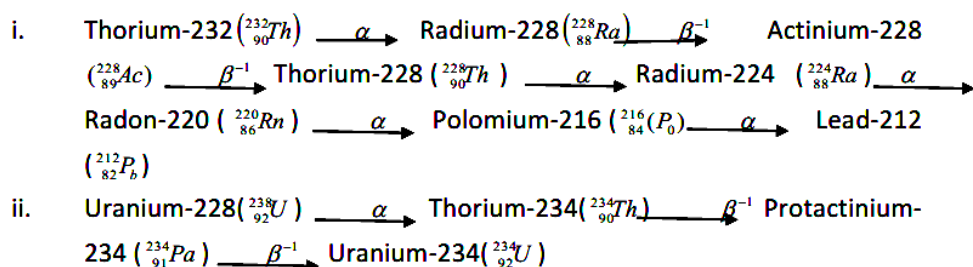 i. Thorium-232(²³²₉₀Th) —α→ Radium-228(²²⁸₈₈Ra) —β⁻¹→ Actinium-228
(²²⁸₈₉Ac) —β⁻¹→ Thorium-228 (²²⁸₉₀Th ) —α→ Radium-224 (²²⁴₈₈Ra) —α→
Radon-220 ( ²²⁰₈₆Rn ) —α→ Polomium-216 (²¹⁶₈₄(P₀) —α→ Lead-212
(²¹²₈₂P_b)
ii. Uranium-228(²³⁸₉₂U ) —α→ Thorium-234(²³⁴₉₀Th) —β⁻¹→ Protactinium-
234 (²³⁴₉₁Pa ) —β⁻¹→ Uranium-234(²³⁴₉₂U )